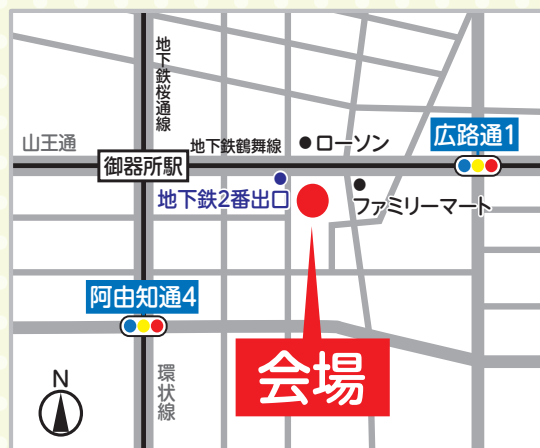 地下鉄桜通線
山王通
地下鉄鶴舞線
ローソン
広路通1
御器所駅
地下鉄2番出口
ファミリーマート
阿由知通4
会場
環状線
N